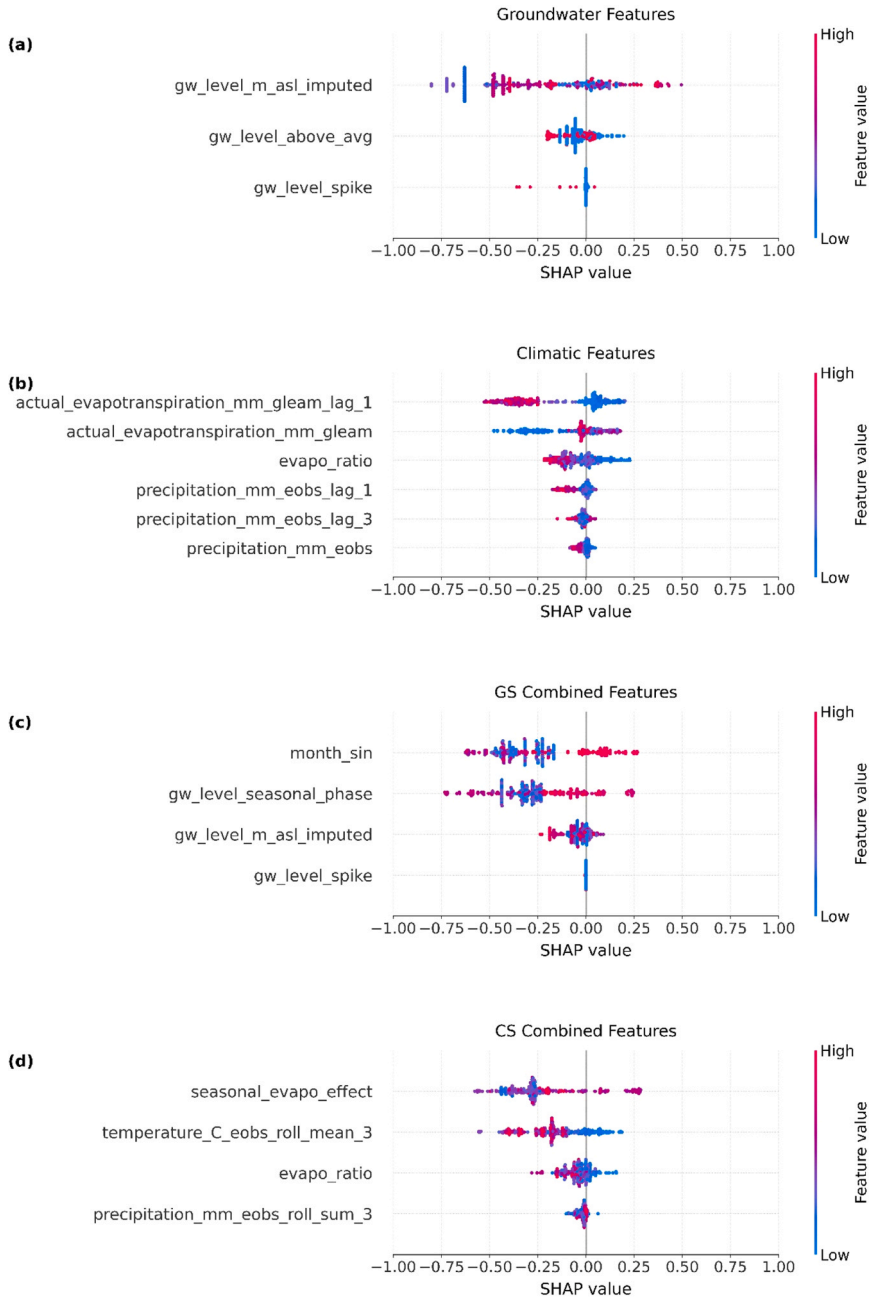 Groundwater Features
(a)
High
gw_level_m_asl_imputed
gw_level_above_avg
gw_level_spike
Feature value
Low
−1.00 −0.75 −0.50 −0.25 0.00 0.25 0.50 0.75 1.00
SHAP value
Climatic Features
(b)
High
actual_evapotranspiration_mm_gleam_lag_1
actual_evapotranspiration_mm_gleam
evapo_ratio
precipitation_mm_eobs_lag_1
precipitation_mm_eobs_lag_3
precipitation_mm_eobs
Feature value
Low
−1.00 −0.75 −0.50 −0.25 0.00 0.25 0.50 0.75 1.00
SHAP value
GS Combined Features
(c)
High
month_sin
gw_level_seasonal_phase
gw_level_m_asl_imputed
gw_level_spike
Feature value
Low
−1.00 −0.75 −0.50 −0.25 0.00 0.25 0.50 0.75 1.00
SHAP value
CS Combined Features
(d)
High
seasonal_evapo_effect
temperature_C_eobs_roll_mean_3
evapo_ratio
precipitation_mm_eobs_roll_sum_3
Feature value
Low
−1.00 −0.75 −0.50 −0.25 0.00 0.25 0.50 0.75 1.00
SHAP value